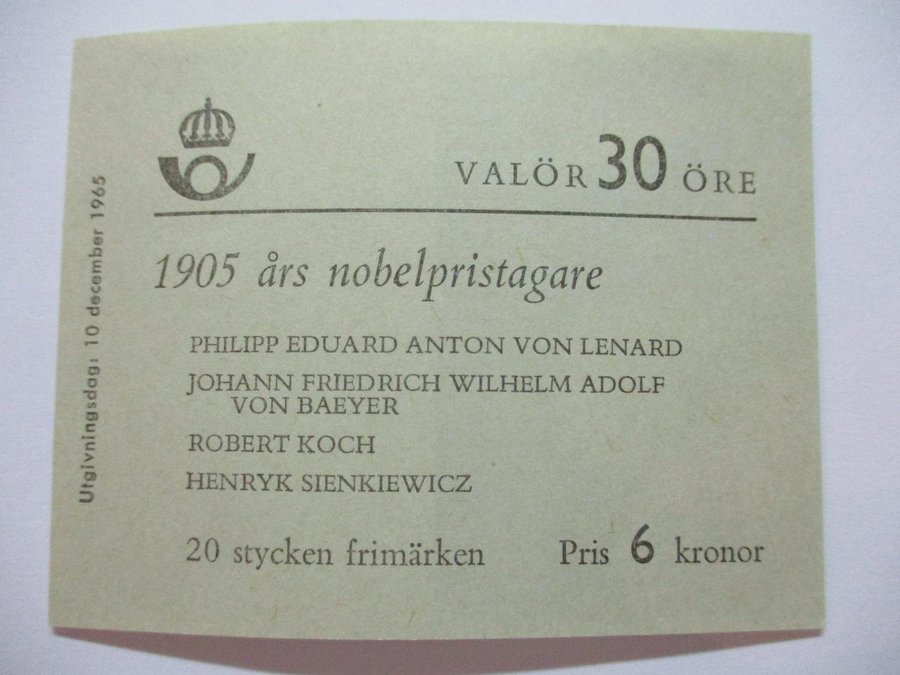 VALÖR 30 ÖRE
1905 års nobelpristagare
PHILIPP EDUARD ANTON VON LENARD
JOHANN FRIEDRICH WILHELM ADOLF
VON BAEYER
ROBERT KOCH
HENRYK SIENKIEWICZ
20 stycken frimärken Pris 6 kronor
Utgivningsdag: 10 december 1965